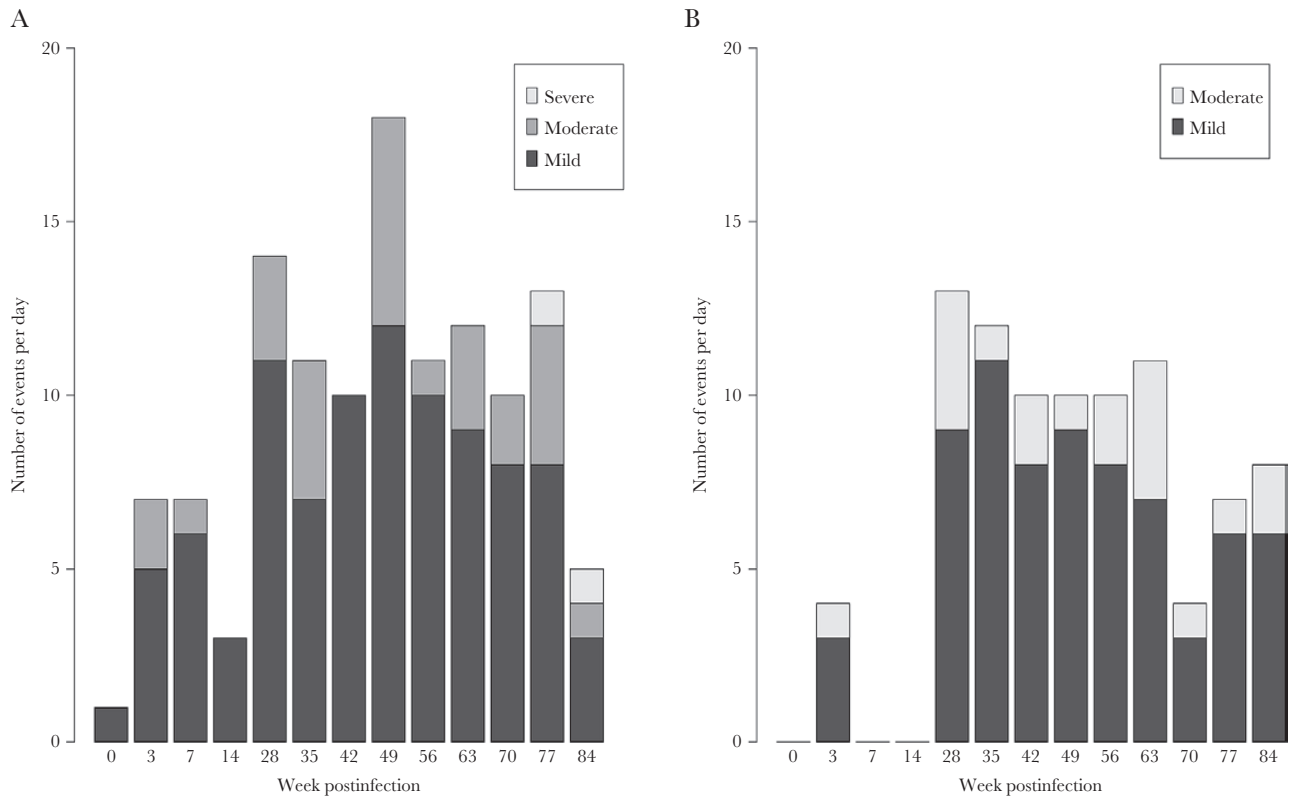 A
20
15
10
5
0
Number of events per day
Severe
Moderate
Mild
0 3 7 14 28 35 42 49 56 63 70 77 84
Week postinfection
B
20
15
10
5
0
Number of events per day
Moderate
Mild
0 3 7 14 28 35 42 49 56 63 70 77 84
Week postinfection